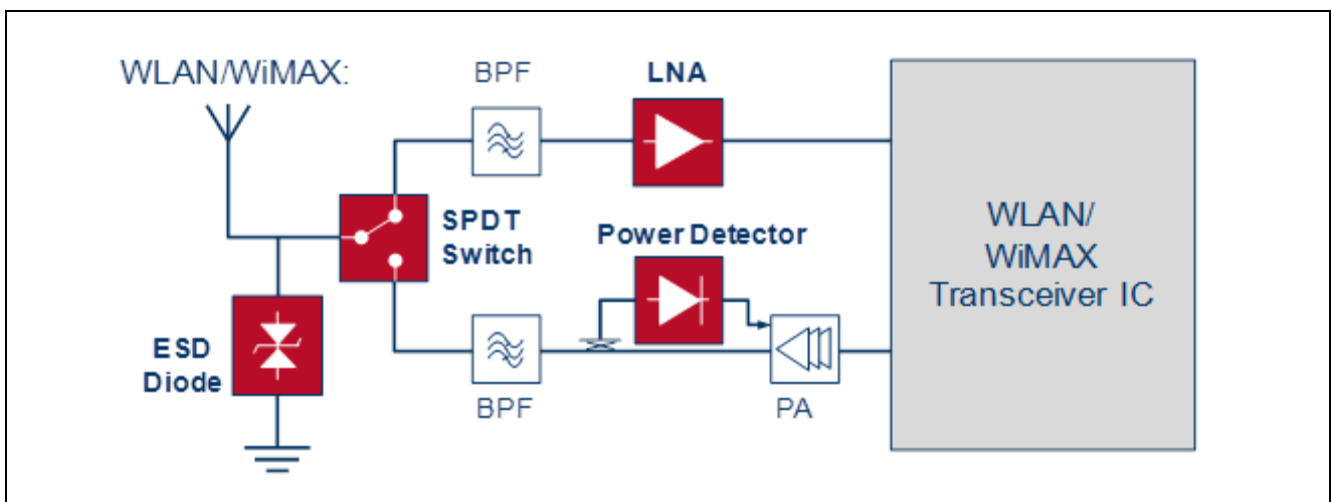 WLAN/WiMAX:
BPF
LNA
SPDT
Switch
Power Detector
WLAN/
WiMAX
Transceiver IC
ESD
Diode
BPF
PA